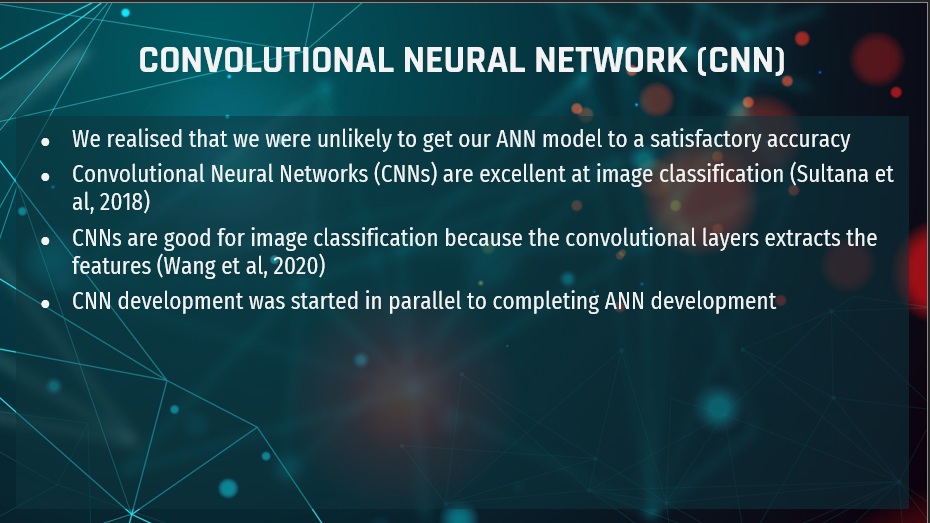 CONVOLUTIONAL NEURAL NETWORK (CNN)
• We realised that we were unlikely to get our ANN model to a satisfactory accuracy
• Convolutional Neural Networks (CNNs) are excellent at image classification (Sultana et
al, 2018)
• CNNs are good for image classification because the convolutional layers extracts the
features (Wang et al, 2020)
• CNN development was started in parallel to completing ANN development